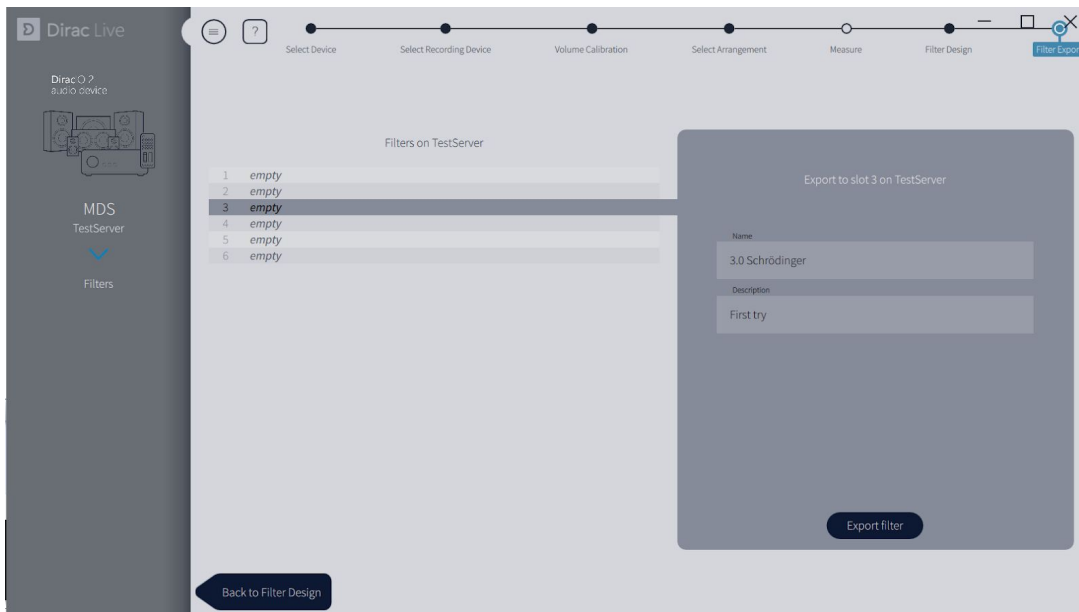 Dirac Live
?
Select Device
Select Recording Device
Volume Calibration
Select Arrangement
Measure
Filter Design
Filter Expor
Dirac O 2
audio device
MDS
TestServer
Filters
Filters on TestServer
1 empty
2 empty
3 empty
4 empty
5 empty
6 empty
Export to slot 3 on TestServer
Name
3.0 Schrödinger
Description
First try
Export filter
Back to Filter Design